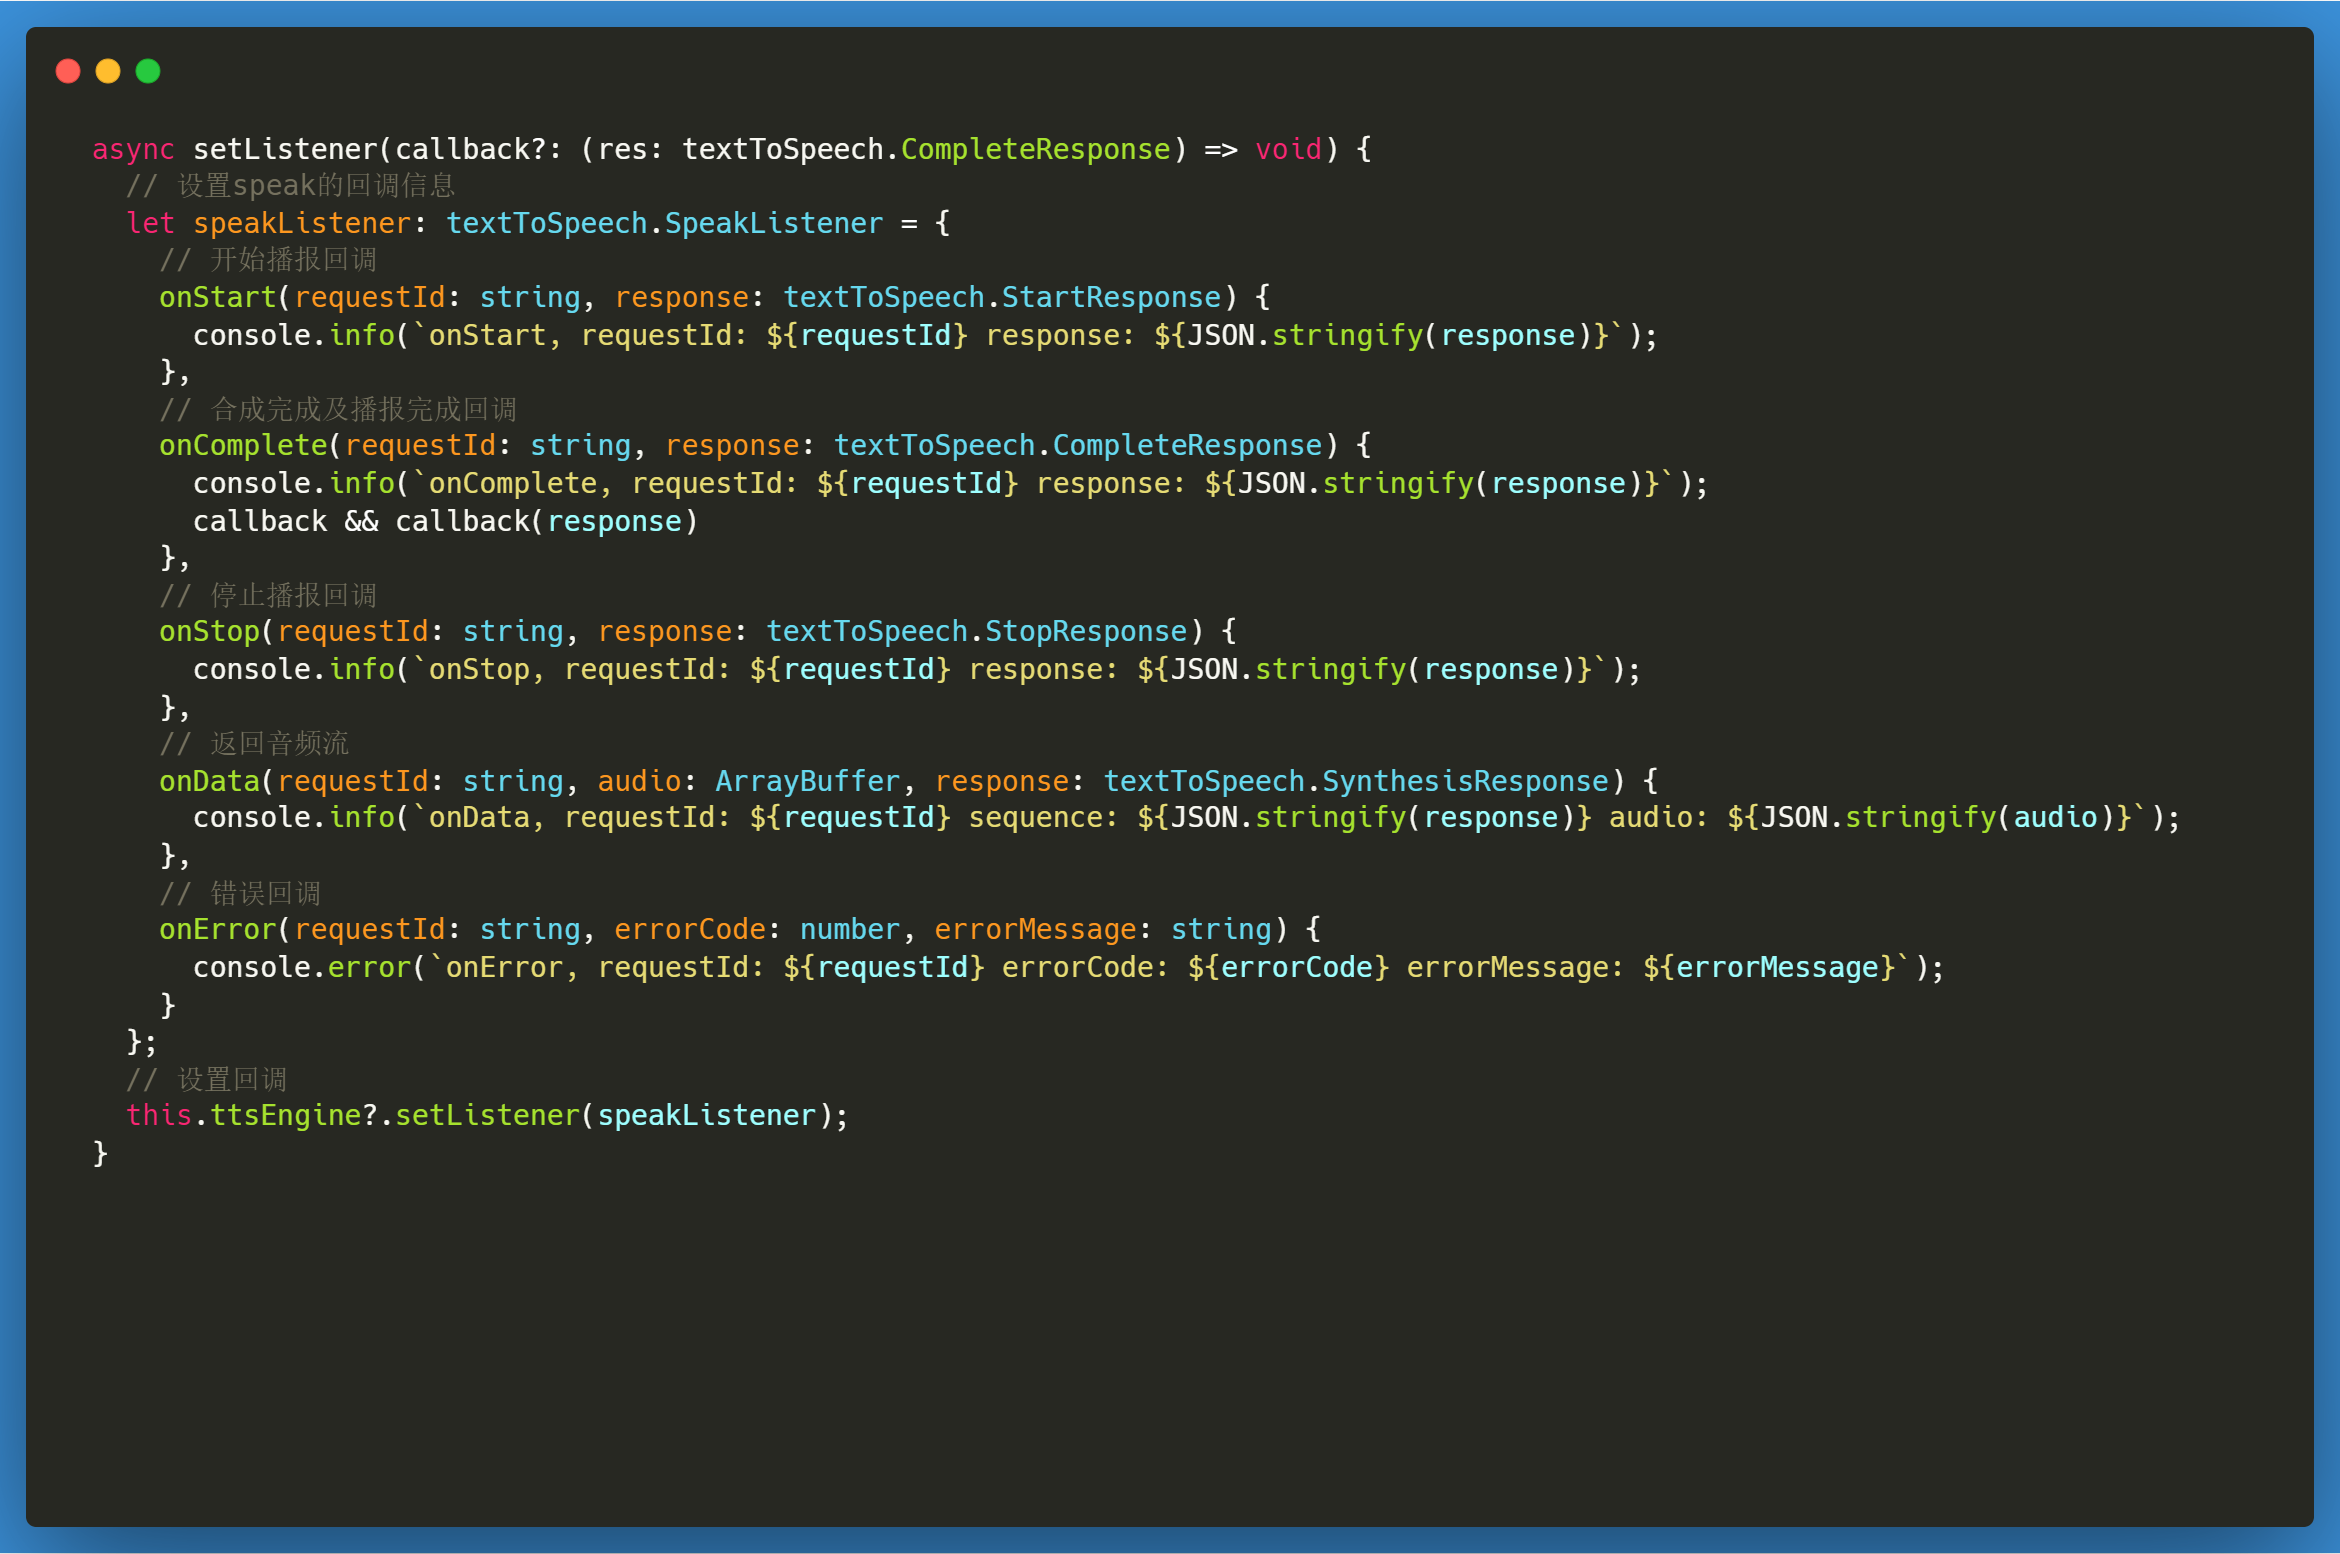 async setListener(callback?: (res: textToSpeech.CompleteResponse) => void) {
  // 设置speak的回调信息
  let speakListener: textToSpeech.SpeakListener = {
    // 开始播报回调
    onStart(requestId: string, response: textToSpeech.StartResponse) {
      console.info(`onStart, requestId: ${requestId} response: ${JSON.stringify(response)}`);
    },
    // 合成完成及播报完成回调
    onComplete(requestId: string, response: textToSpeech.CompleteResponse) {
      console.info(`onComplete, requestId: ${requestId} response: ${JSON.stringify(response)}`);
      callback && callback(response)
    },
    // 停止播报回调
    onStop(requestId: string, response: textToSpeech.StopResponse) {
      console.info(`onStop, requestId: ${requestId} response: ${JSON.stringify(response)}`);
    },
    // 返回音频流
    onData(requestId: string, audio: ArrayBuffer, response: textToSpeech.SynthesisResponse) {
      console.info(`onData, requestId: ${requestId} sequence: ${JSON.stringify(response)} audio: ${JSON.stringify(audio)}`);
    },
    // 错误回调
    onError(requestId: string, errorCode: number, errorMessage: string) {
      console.error(`onError, requestId: ${requestId} errorCode: ${errorCode} errorMessage: ${errorMessage}`);
    }
  };
  // 设置回调
  this.ttsEngine?.setListener(speakListener);
}